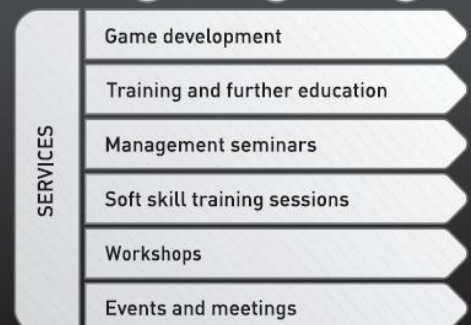 SERVICES
Game development
Training and further education
Management seminars
Soft skill training sessions
Workshops
Events and meetings